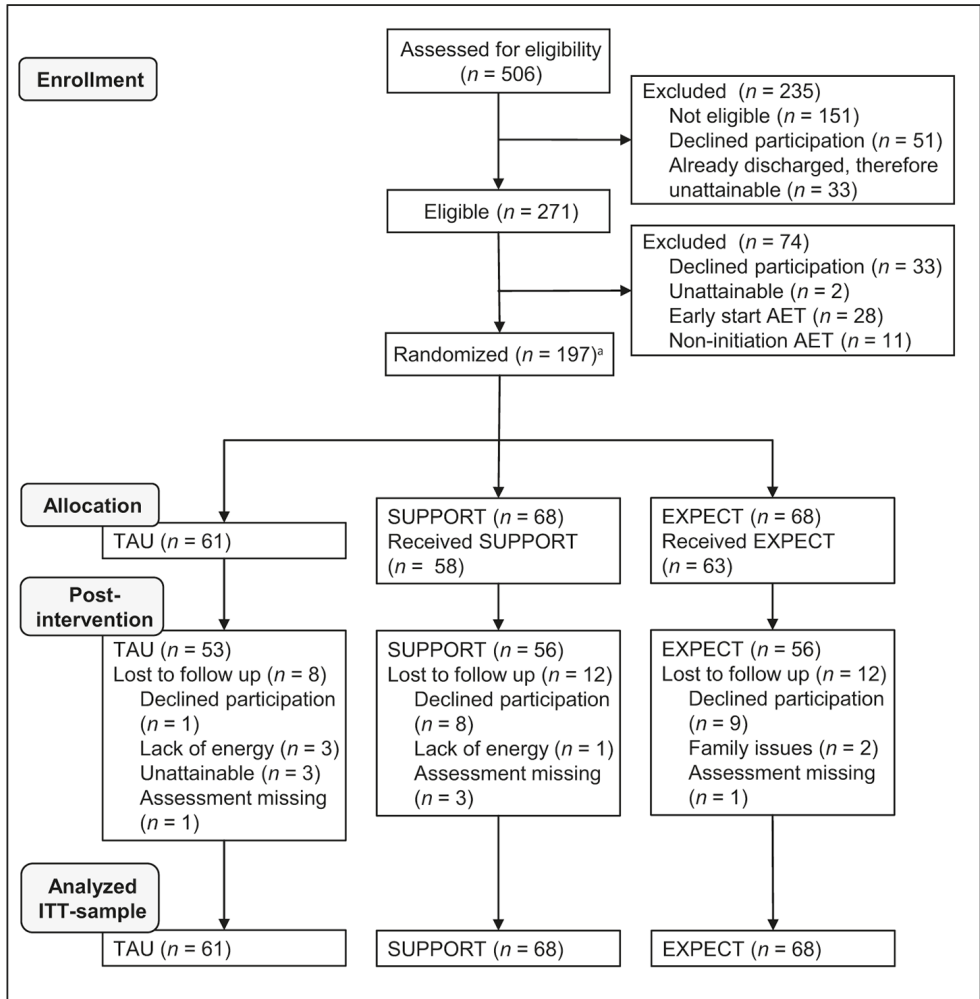 Enrollment
Assessed for eligibility
(n = 506)
Excluded (n = 235)
Not eligible (n = 151)
Declined participation (n = 51)
Already discharged, therefore
unattainable (n = 33)
Eligible (n = 271)
Excluded (n = 74)
Declined participation (n = 33)
Unattainable (n = 2)
Early start AET (n = 28)
Non-initiation AET (n = 11)
Randomized (n = 197)ᵃ
Allocation
TAU (n = 61)
SUPPORT (n = 68)
Received SUPPORT
(n = 58)
EXPECT (n = 68)
Received EXPECT
(n = 63)
Post-
intervention
TAU (n = 53)
Lost to follow up (n = 8)
Declined participation
(n = 1)
Lack of energy (n = 3)
Unattainable (n = 3)
Assessment missing
(n = 1)
SUPPORT (n = 56)
Lost to follow up (n = 12)
Declined participation
(n = 8)
Lack of energy (n = 1)
Assessment missing
(n = 3)
EXPECT (n = 56)
Lost to follow up (n = 12)
Declined participation
(n = 9)
Family issues (n = 2)
Assessment missing
(n = 1)
Analyzed
ITT-sample
TAU (n = 61)
SUPPORT (n = 68)
EXPECT (n = 68)